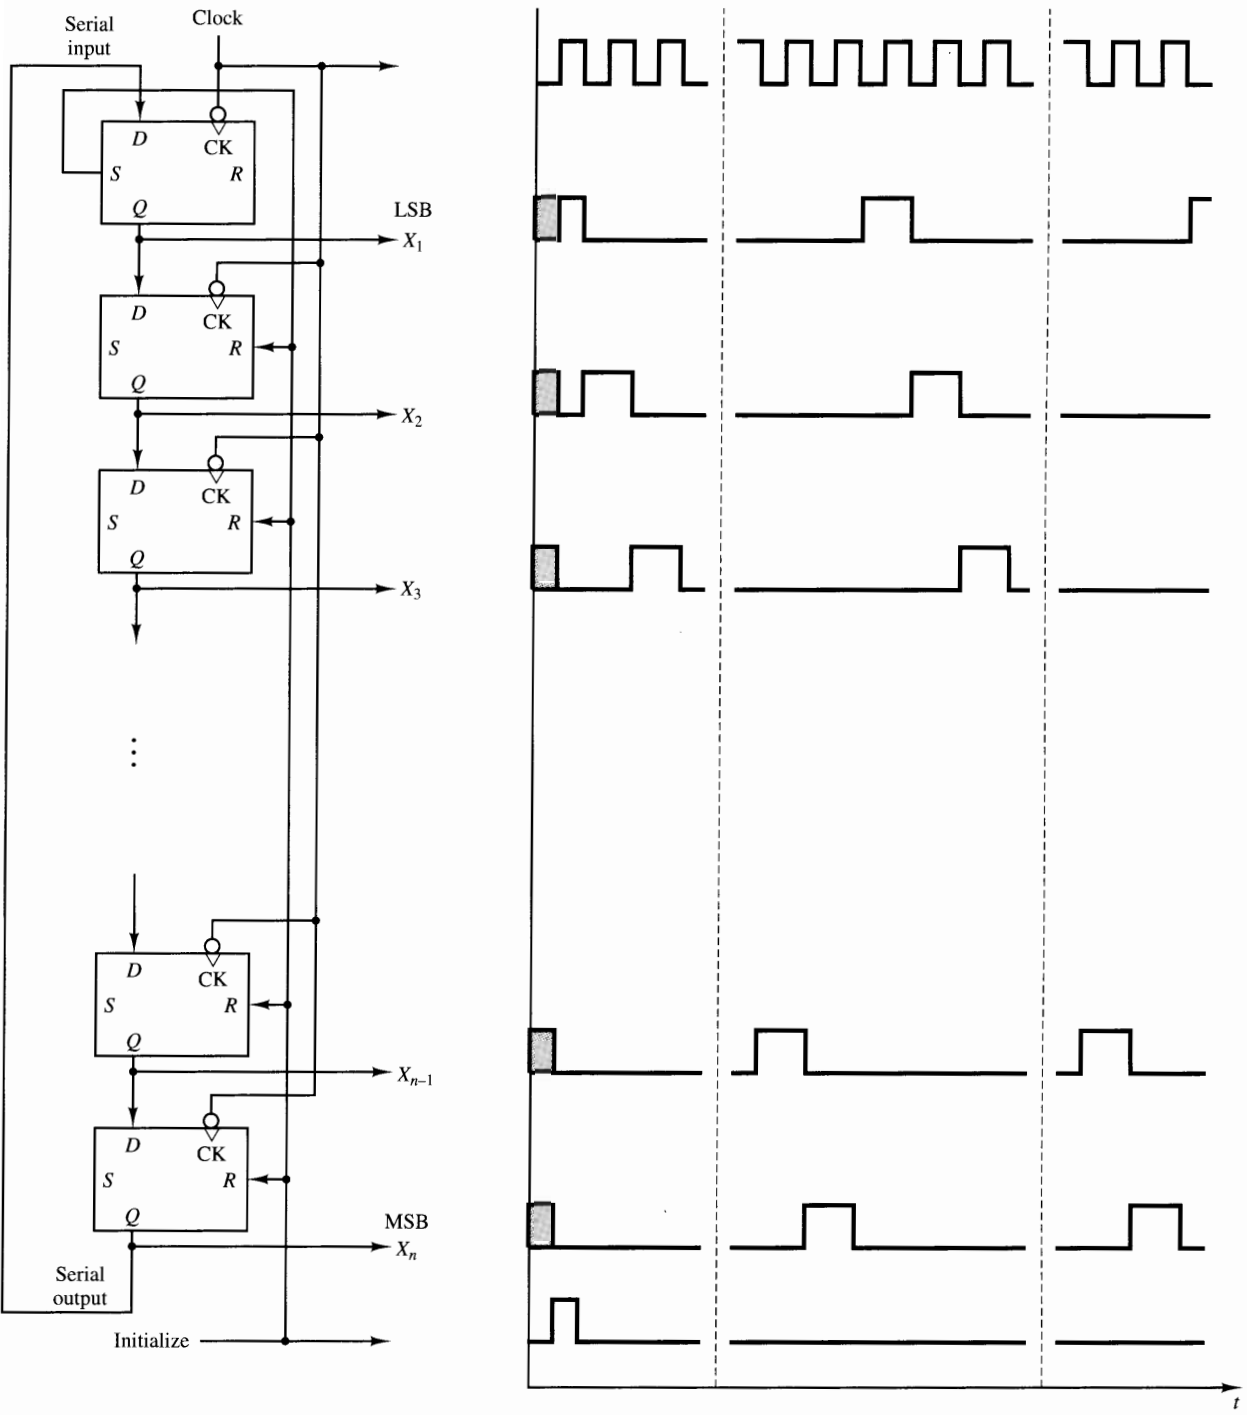 Serial
input
Clock
D
CK
S
R
Q
LSB
X1
D
CK
S
R
Q
X2
D
CK
S
R
Q
X3
⋮
D
CK
S
R
Q
Xn–1
D
CK
S
R
Q
MSB
Xn
Serial
output
Initialize
t